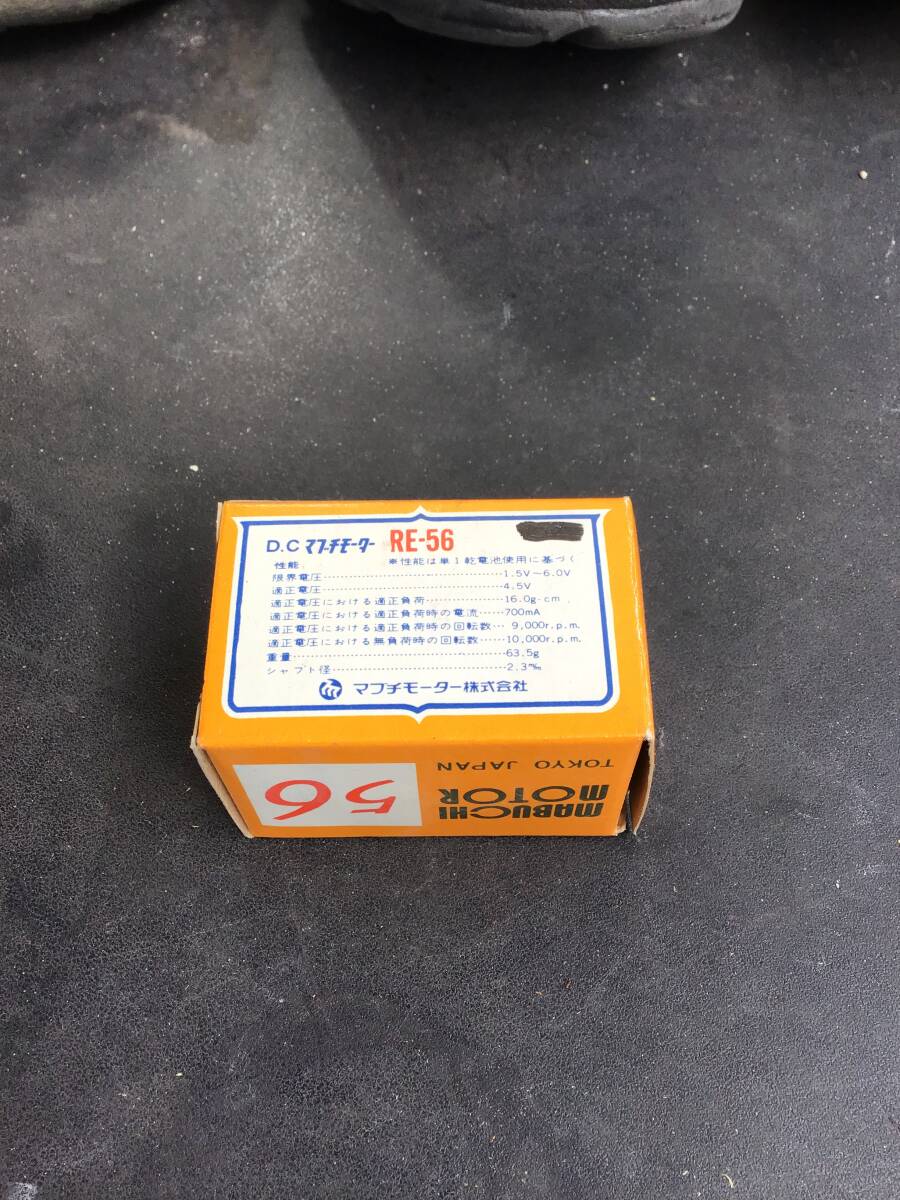 D.C マブチモーター RE-56
性能 ※性能は単1乾電池使用に基づく
限界電圧……………………………1.5V～6.0V
適正電圧……………………………4.5V
適正電圧における適正負荷…………16.0g·cm
適正電圧における適正負荷時の電流……700mA
適正電圧における適正負荷時の回転数… 9,000r.p.m.
適正電圧における無負荷時の回転数…10,000r.p.m.
重量…………………………………63.5g
シャフト径……………………………2.3㎜
マブチモーター株式会社
56
MABUCHI
MOTOR
TOKYO JAPAN